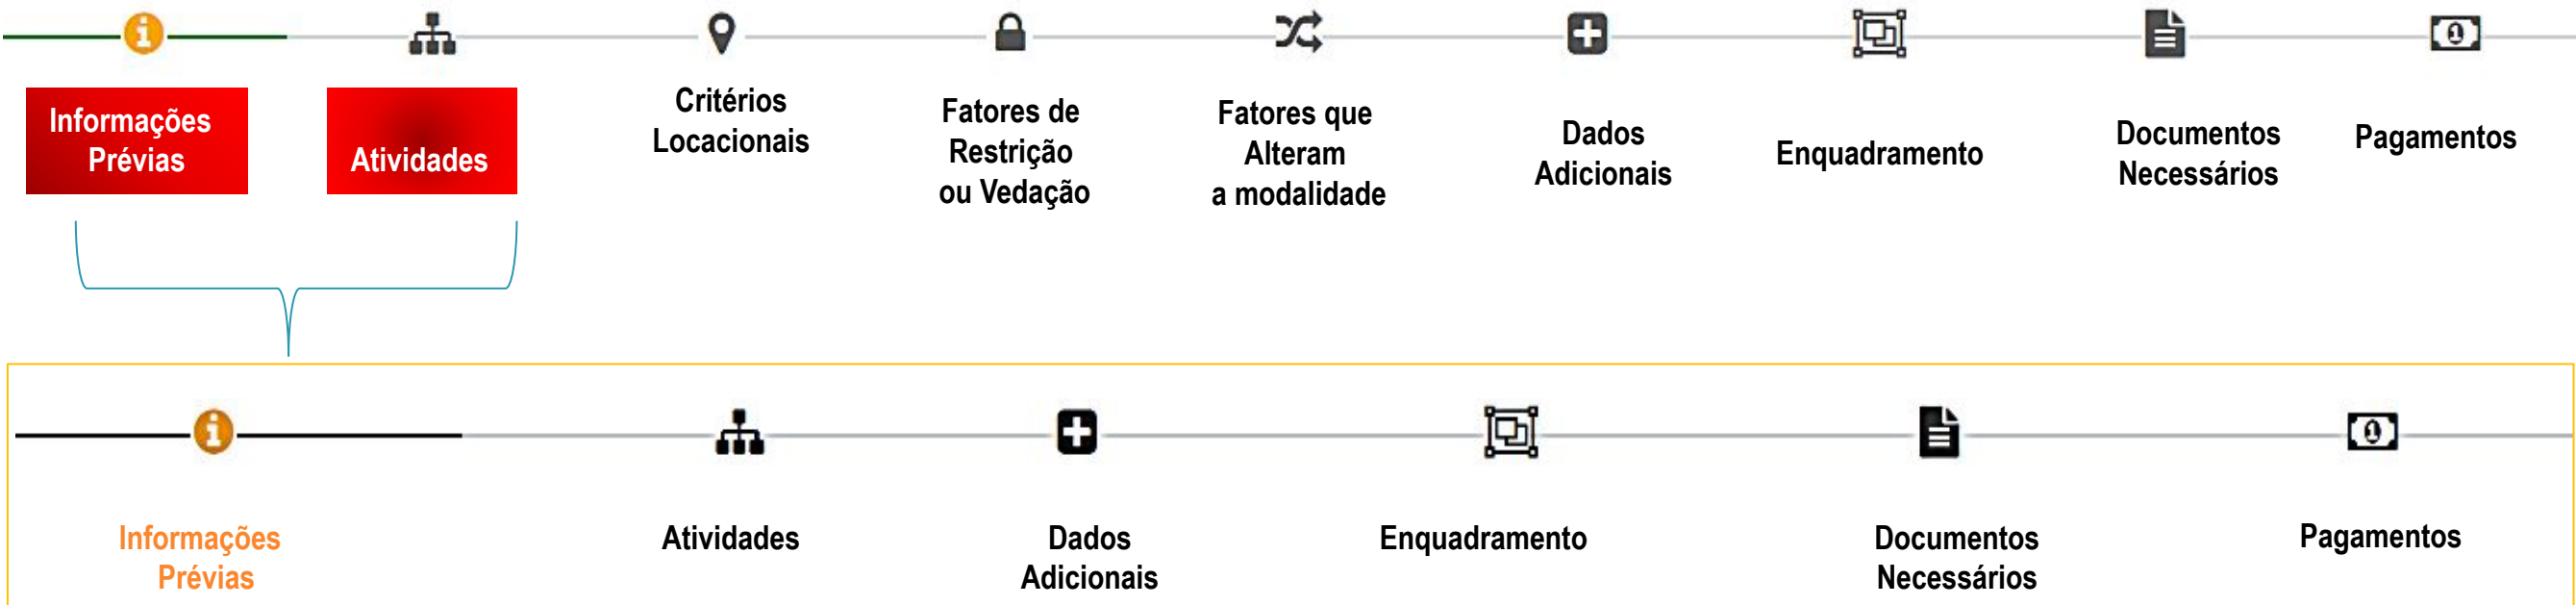 Informações
Prévias
Atividades
Critérios
Locacionais
Fatores de
Restrição
ou Vedação
Fatores que
Alteram
a modalidade
Dados
Adicionais
Enquadramento
Documentos
Necessários
Pagamentos
Informações
Prévias
Atividades
Dados
Adicionais
Enquadramento
Documentos
Necessários
Pagamentos